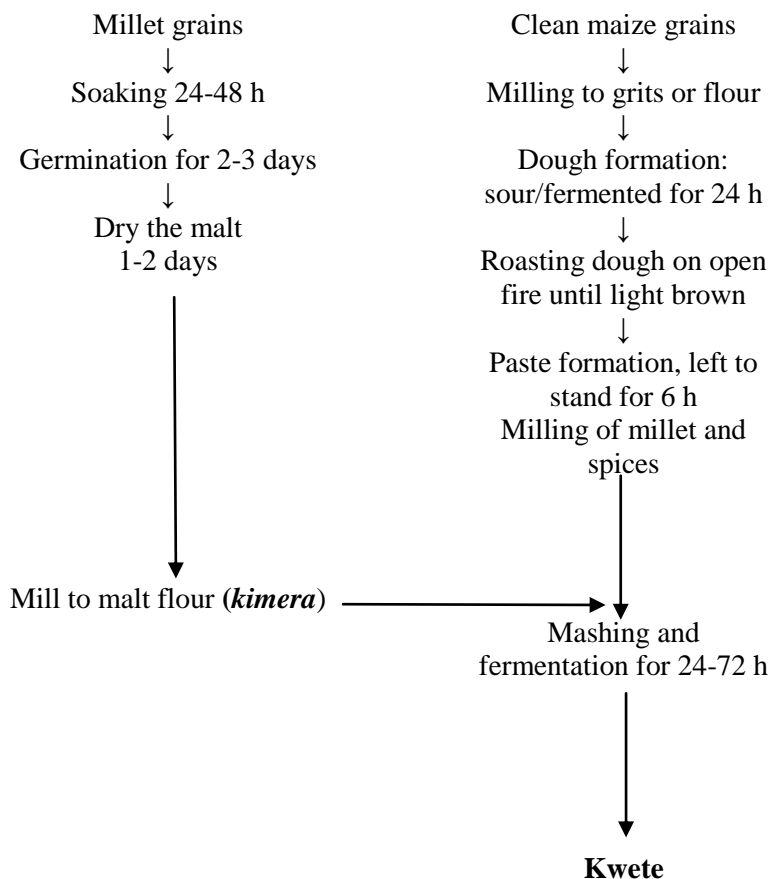 Millet grains
↓
Soaking 24-48 h
↓
Germination for 2-3 days
↓
Dry the malt
1-2 days
Mill to malt flour (kimera)
Clean maize grains
↓
Milling to grits or flour
↓
Dough formation:
sour/fermented for 24 h
↓
Roasting dough on open
fire until light brown
↓
Paste formation, left to
stand for 6 h
Milling of millet and
spices
Mashing and
fermentation for 24-72 h
Kwete